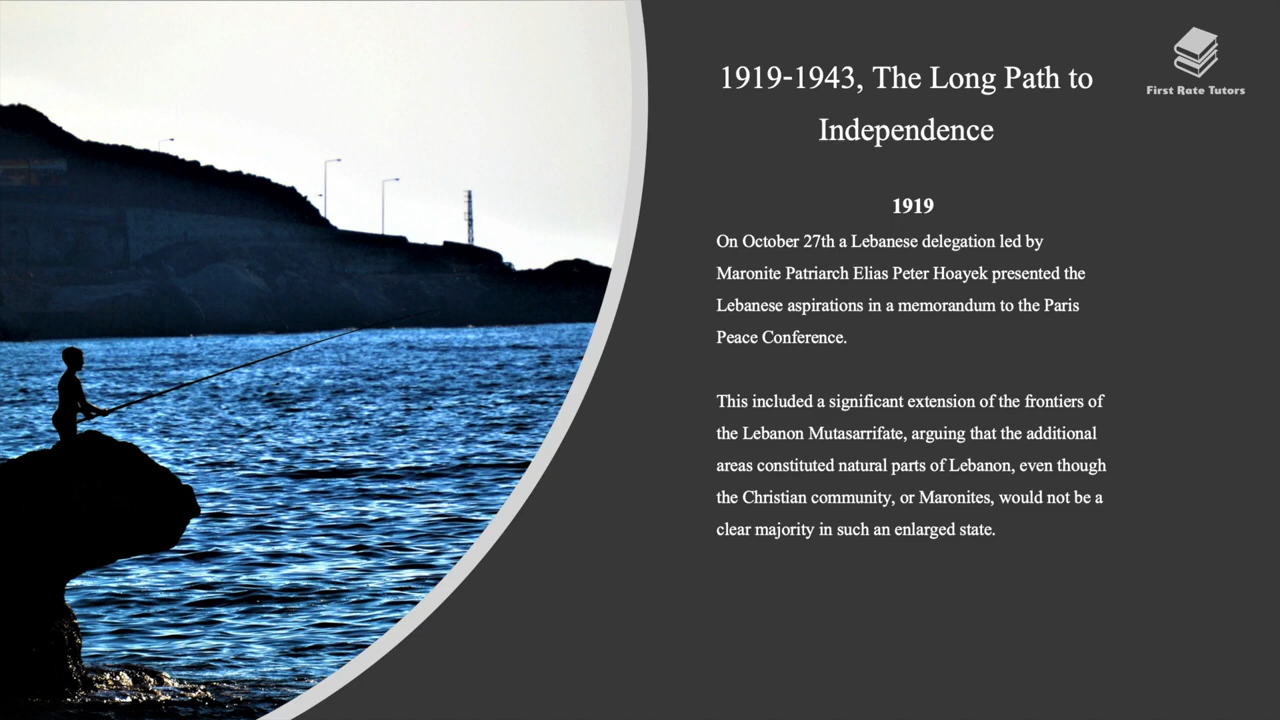 1919-1943, The Long Path to
Independence
First Rate Tutors
1919
On October 27th a Lebanese delegation led by
Maronite Patriarch Elias Peter Hoayek presented the
Lebanese aspirations in a memorandum to the Paris
Peace Conference.
This included a significant extension of the frontiers of
the Lebanon Mutasarrifate, arguing that the additional
areas constituted natural parts of Lebanon, even though
the Christian community, or Maronites, would not be a
clear majority in such an enlarged state.